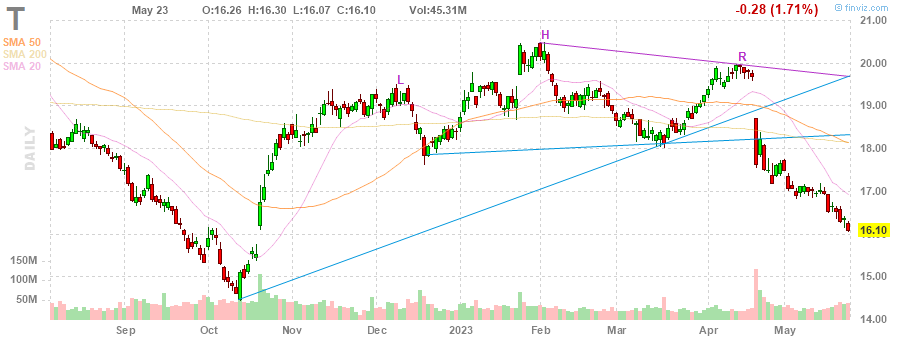 T
May 23 O:16.26 H:16.30 L:16.07 C:16.10 Vol:45.31M -0.28 (1.71%) © finviz.com
SMA 50
SMA 200
SMA 20
DAILY
L
H
R
21.00
20.00
19.00
18.00
17.00
16.10
15.00
14.00
150M
100M
50M
Sep Oct Nov Dec 2023 Feb Mar Apr May